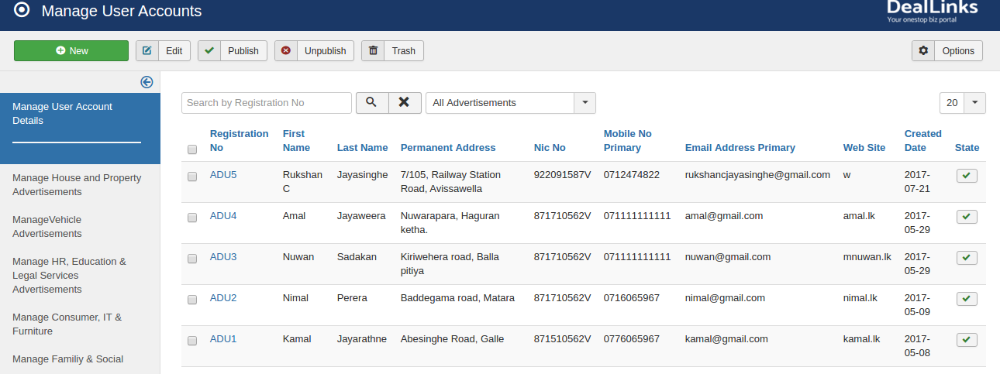 Manage User Accounts
DealLinks
Your onestop biz portal
New
Edit
Publish
Unpublish
Trash
Options
Manage User Account
Details
Manage House and Property
Advertisements
ManageVehicle
Advertisements
Manage HR, Education &
Legal Services
Advertisements
Manage Consumer, IT &
Furniture
Manage Familiy & Social
Search by Registration No
All Advertisements
20
Registration
No
First
Name
Last Name
Permanent Address
Nic No
Mobile No
Primary
Email Address Primary
Web Site
Created
Date
State
ADU5
Rukshan
C
Jayasinghe
7/105, Railway Station
Road, Avissawella
922091587V
0712474822
rukshancjayasinghe@gmail.com
w
2017-
07-21
ADU4
Amal
Jayaweera
Nuwarapara, Haguran
ketha.
871710562V
071111111111
amal@gmail.com
amal.lk
2017-
05-29
ADU3
Nuwan
Sadakan
Kiriwehera road, Balla
pitiya
871710562V
071111111111
nuwan@gmail.com
mnuwan.lk
2017-
05-29
ADU2
Nimal
Perera
Baddegama road, Matara
871710562V
0716065967
nimal@gmail.com
nimal.lk
2017-
05-09
ADU1
Kamal
Jayarathne
Abesinghe Road, Galle
871510562V
0776065967
kamal@gmail.com
kamal.lk
2017-
05-08